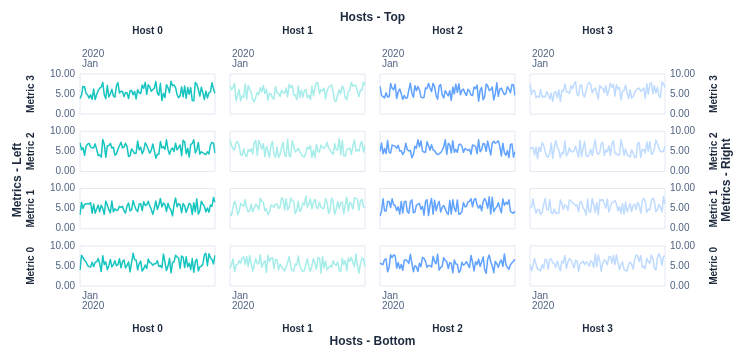 Hosts - Top
Host 0 Host 1 Host 2 Host 3
2020 2020 2020 2020
Jan Jan Jan Jan
Metrics - Left
Metric 3
10.00 10.00
5.00 5.00
0.00 0.00
Metric 3
Metric 2
10.00 10.00
5.00 5.00
0.00 0.00
Metric 2
Metric 1
10.00 10.00
5.00 5.00
0.00 0.00
Metric 1
Metric 0
10.00 10.00
5.00 5.00
0.00 0.00
Metric 0
Metrics - Right
Jan Jan Jan Jan
2020 2020 2020 2020
Host 0 Host 1 Host 2 Host 3
Hosts - Bottom